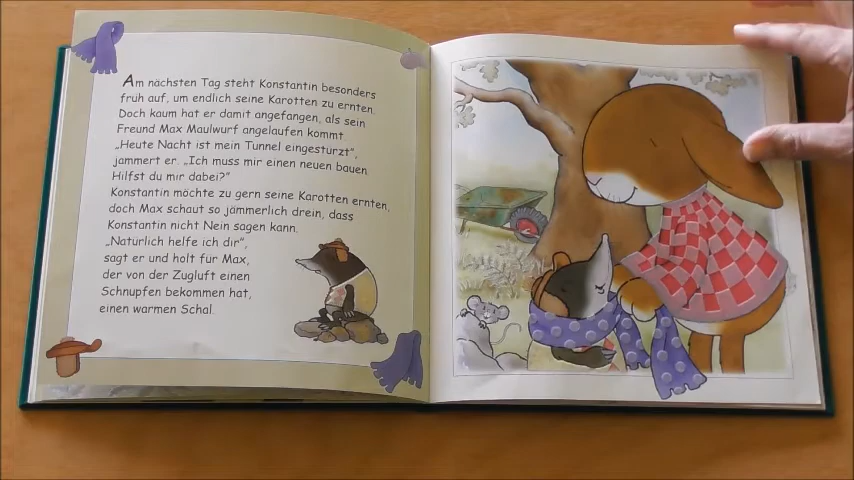 Am nächsten Tag steht Konstantin besonders
früh auf, um endlich seine Karotten zu ernten.
Doch kaum hat er damit angefangen, als sein
Freund Max Maulwurf angelaufen kommt.
„Heute Nacht ist mein Tunnel eingestürzt",
jammert er. „Ich muss mir einen neuen bauen.
Hilfst du mir dabei?"
Konstantin möchte zu gern seine Karotten ernten,
doch Max schaut so jämmerlich drein, dass
Konstantin nicht Nein sagen kann.
„Natürlich helfe ich dir",
sagt er und holt für Max,
der von der Zugluft einen
Schnupfen bekommen hat,
einen warmen Schal.